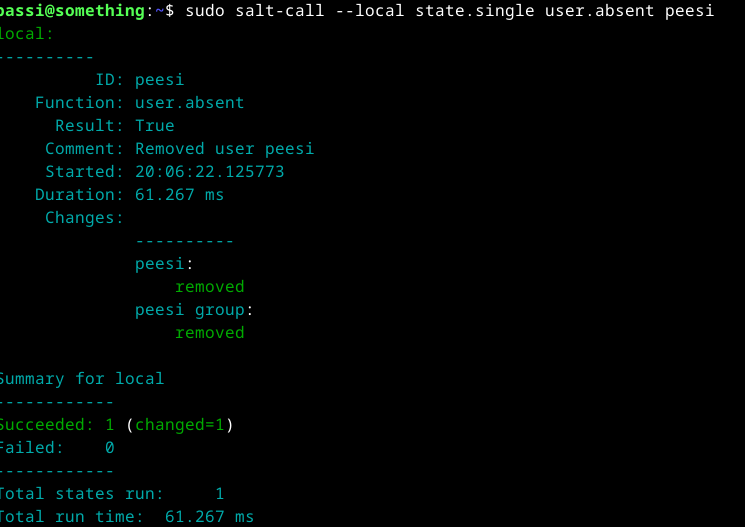 passi@something:~$ sudo salt-call --local state.single user.absent peesi
local:
----------
          ID: peesi
    Function: user.absent
      Result: True
     Comment: Removed user peesi
     Started: 20:06:22.125773
    Duration: 61.267 ms
     Changes:
              ----------
              peesi:
                  removed
              peesi group:
                  removed

Summary for local
------------
Succeeded: 1 (changed=1)
Failed:    0
------------
Total states run:     1
Total run time:  61.267 ms